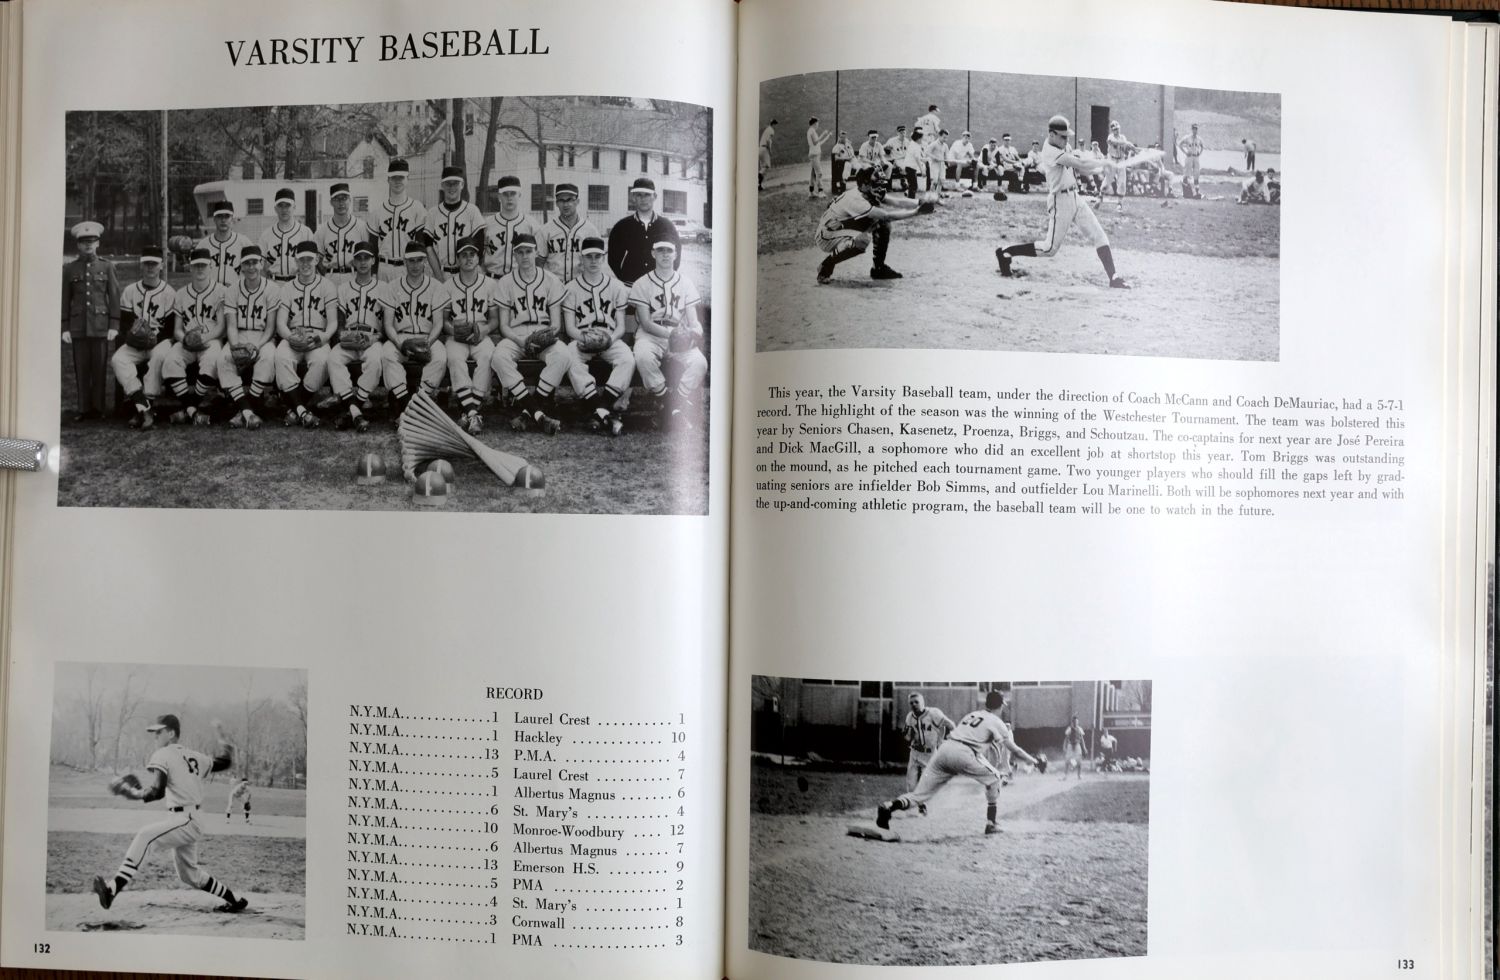 VARSITY BASEBALL
RECORD
N.Y.M.A.............1 Laurel Crest .......... 1
N.Y.M.A.............1 Hackley ............ 10
N.Y.M.A.............13 P.M.A. .............. 4
N.Y.M.A.............5 Laurel Crest .......... 7
N.Y.M.A.............1 Albertus Magnus ....... 6
N.Y.M.A.............6 St. Mary's ............ 4
N.Y.M.A.............10 Monroe-Woodbury .... 12
N.Y.M.A.............6 Albertus Magnus ...... 7
N.Y.M.A.............13 Emerson H.S. ........ 9
N.Y.M.A.............5 PMA ............... 2
N.Y.M.A.............4 St. Mary's ........... 1
N.Y.M.A.............3 Cornwall ............. 8
N.Y.M.A.............1 PMA ............... 3
132
This year, the Varsity Baseball team, under the direction of Coach McCann and Coach DeMauriac, had a 5-7-1
record. The highlight of the season was the winning of the Westchester Tournament. The team was bolstered this
year by Seniors Chasen, Kasenetz, Proenza, Briggs, and Schoutzau. The co-captains for next year are José Pereira
and Dick MacGill, a sophomore who did an excellent job at shortstop this year. Tom Briggs was outstanding
on the mound, as he pitched each tournament game. Two younger players who should fill the gaps left by grad-
uating seniors are infielder Bob Simms, and outfielder Lou Marinelli. Both will be sophomores next year and with
the up-and-coming athletic program, the baseball team will be one to watch in the future.
20
13
133